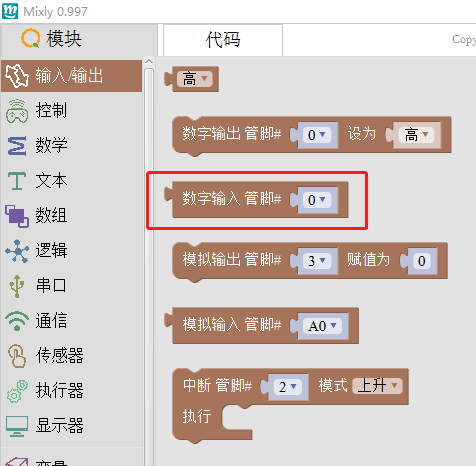 Mixly 0.997
模块
代码
Copy
输入/输出
控制
数学
文本
数组
逻辑
串口
通信
传感器
执行器
显示器
变量
高
数字输出 管脚# 0 设为 高
数字输入 管脚# 0
模拟输出 管脚# 3 赋值为 0
模拟输入 管脚# A0
中断 管脚# 2 模式 上升
执行